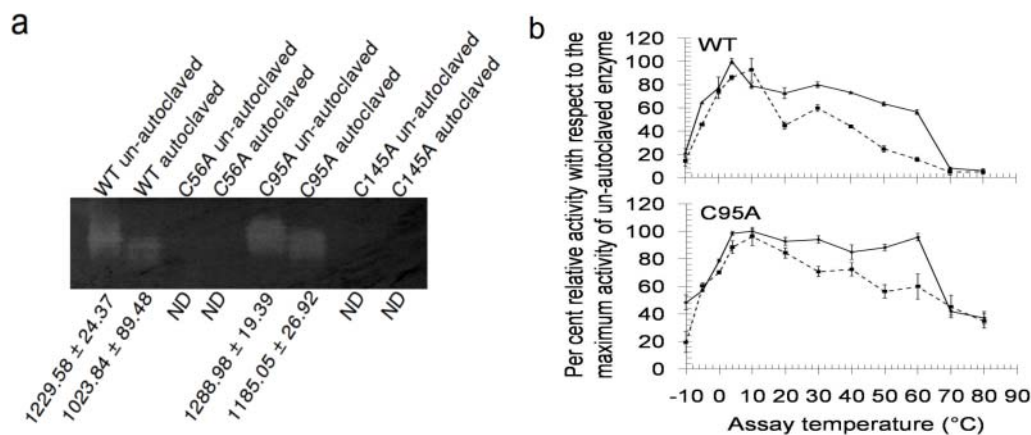 a
WT un-autoclaved
WT autoclaved
C56A un-autoclaved
C56A autoclaved
C95A un-autoclaved
C95A autoclaved
C145A un-autoclaved
C145A autoclaved
1229.58 ± 24.37
1023.84 ± 89.48
ND
ND
1288.98 ± 19.39
1185.05 ± 26.92
ND
ND
b
Per cent relative activity with respect to the
maximum activity of un-autoclaved enzyme
WT
120
100
80
60
40
20
0
C95A
120
100
80
60
40
20
0
-10 0 10 20 30 40 50 60 70 80 90
Assay temperature (°C)